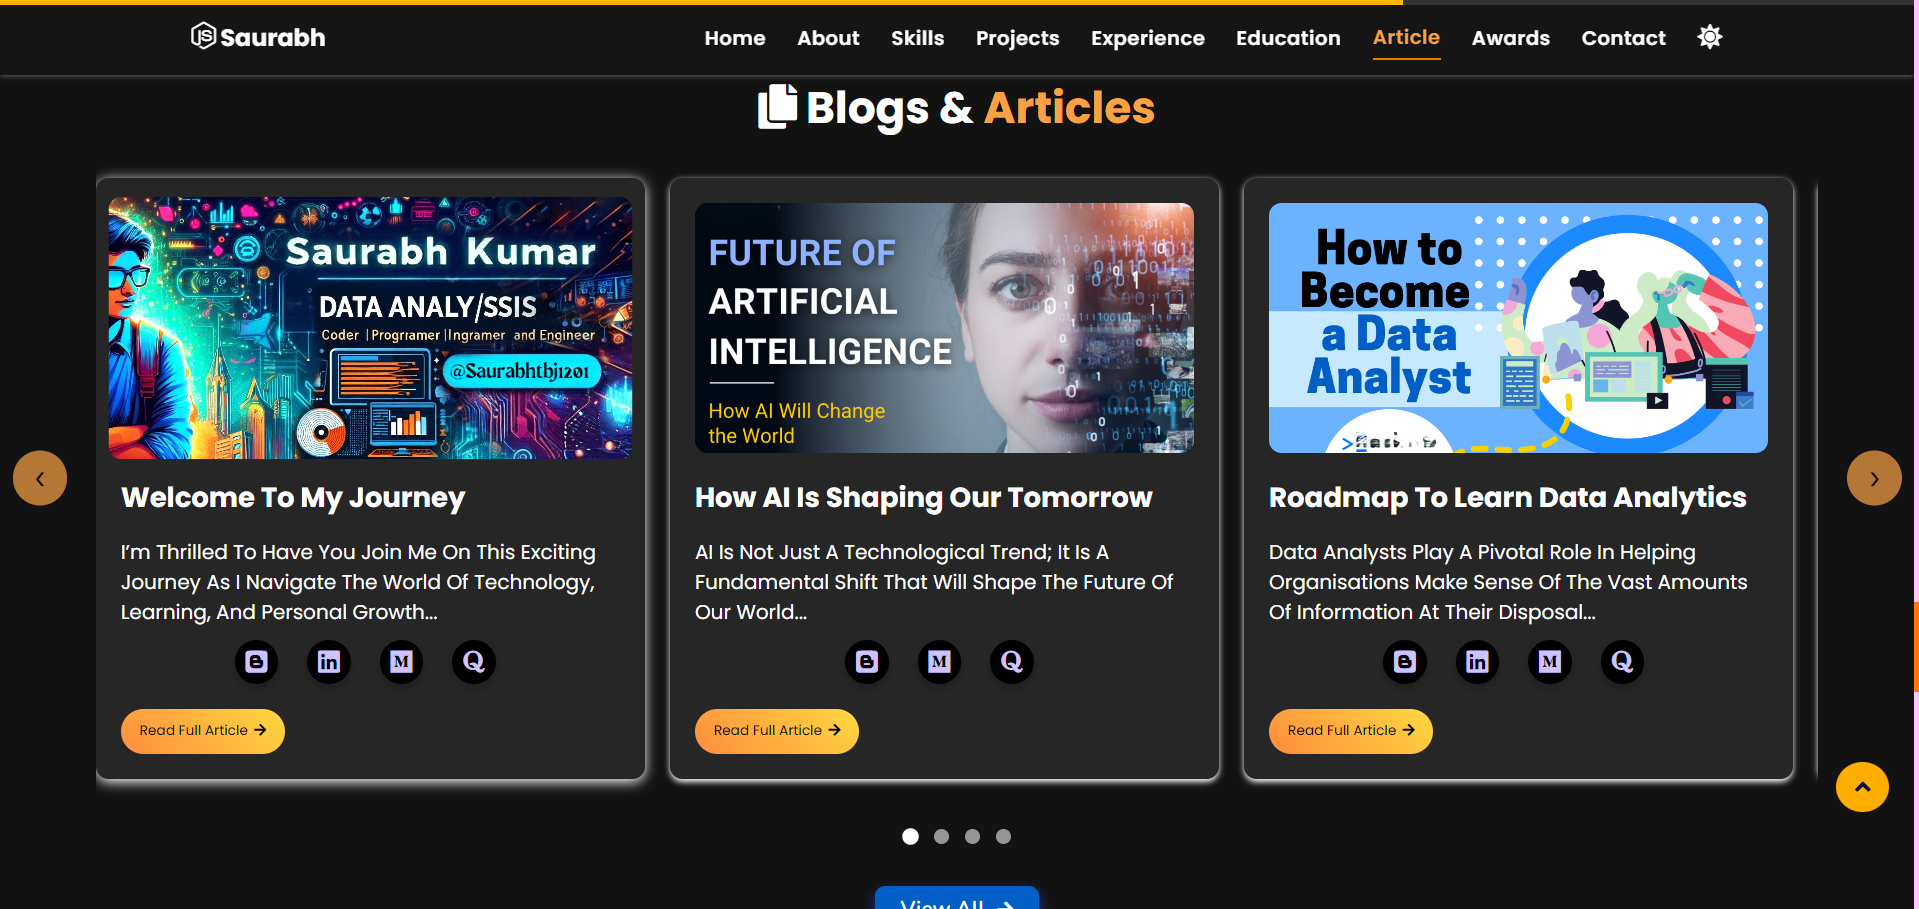 JS Saurabh
Home About Skills Projects Experience Education Article Awards Contact
Blogs & Articles
Saurabh Kumar
DATA ANALY/SSIS
Coder | Progrramer | Ingramer and Engineer
@Saurabhtbj1201
Welcome To My Journey
I'm Thrilled To Have You Join Me On This Exciting
Journey As I Navigate The World Of Technology,
Learning, And Personal Growth...
in M Q
Read Full Article
FUTURE OF
ARTIFICIAL
INTELLIGENCE
How AI Will Change
the World
How AI Is Shaping Our Tomorrow
AI Is Not Just A Technological Trend; It Is A
Fundamental Shift That Will Shape The Future Of
Our World...
M Q
Read Full Article
How to
Become
a Data
Analyst
Roadmap To Learn Data Analytics
Data Analysts Play A Pivotal Role In Helping
Organisations Make Sense Of The Vast Amounts
Of Information At Their Disposal...
in M Q
Read Full Article
View All